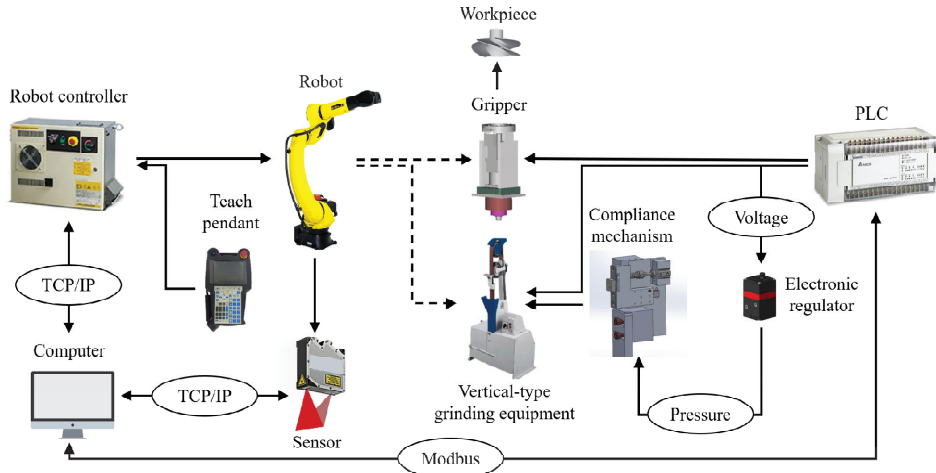 Workpiece
Robot
Gripper
Robot controller
PLC
Teach
pendant
Compliance
mechanism
Voltage
TCP/IP
Electronic
regulator
Computer
TCP/IP
Vertical-type
grinding equipment
Pressure
Sensor
Modbus